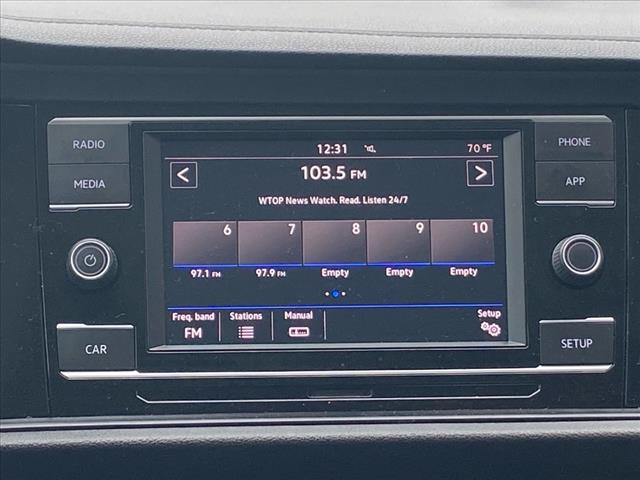 RADIO
MEDIA
CAR
12:31
70 °F
103.5 FM
WTOP News Watch. Read. Listen 24/7
6 7 8 9 10
97.1 FM 97.9 FM Empty Empty Empty
Freq. band Stations Manual Setup
FM
PHONE
APP
SETUP